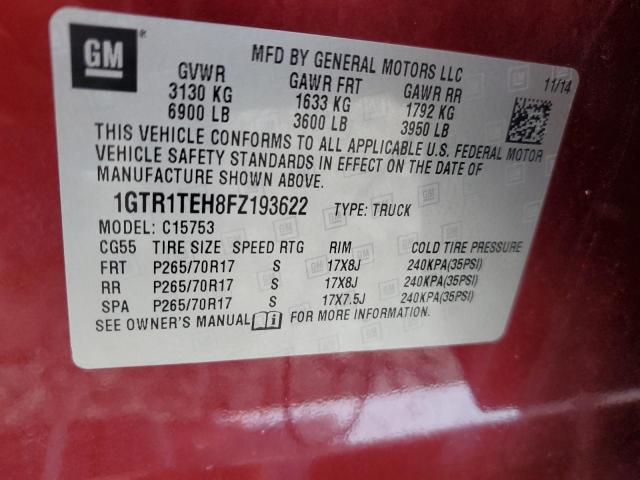 GM ®
MFD BY GENERAL MOTORS LLC
GVWR GAWR FRT GAWR RR 11/14
3130 KG 1633 KG 1792 KG
6900 LB 3600 LB 3950 LB
THIS VEHICLE CONFORMS TO ALL APPLICABLE U.S. FEDERAL MOTOR
VEHICLE SAFETY STANDARDS IN EFFECT ON THE DATE OF
MANUFACTURE SHOWN ABOVE.
1GTR1TEH8FZ193622 TYPE: TRUCK
MODEL: C15753
CG55 TIRE SIZE SPEED RTG RIM COLD TIRE PRESSURE
FRT P265/70R17 S 17X8J 240KPA(35PSI)
RR P265/70R17 S 17X8J 240KPA(35PSI)
SPA P265/70R17 S 17X7.5J 240KPA(35PSI)
SEE OWNER'S MANUAL FOR MORE INFORMATION.